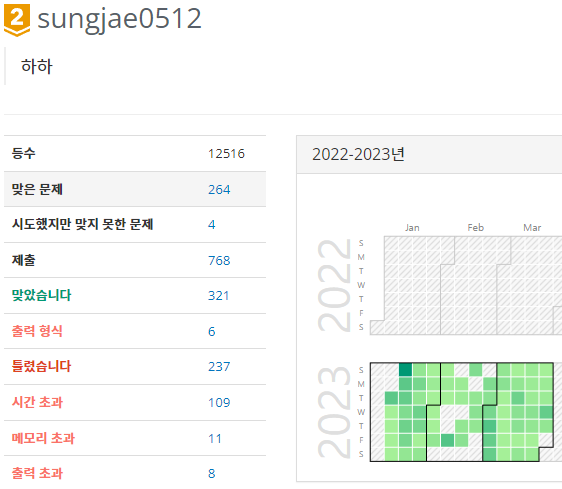 2 sungjae0512
하하
등수 12516
맞은 문제 264
시도했지만 맞지 못한 문제 4
제출 768
맞았습니다 321
출력 형식 6
틀렸습니다 237
시간 초과 109
메모리 초과 11
출력 초과 8
2022-2023년
Jan Feb Mar
2022
S
M
T
W
T
F
S
2023
S
M
T
W
T
F
S